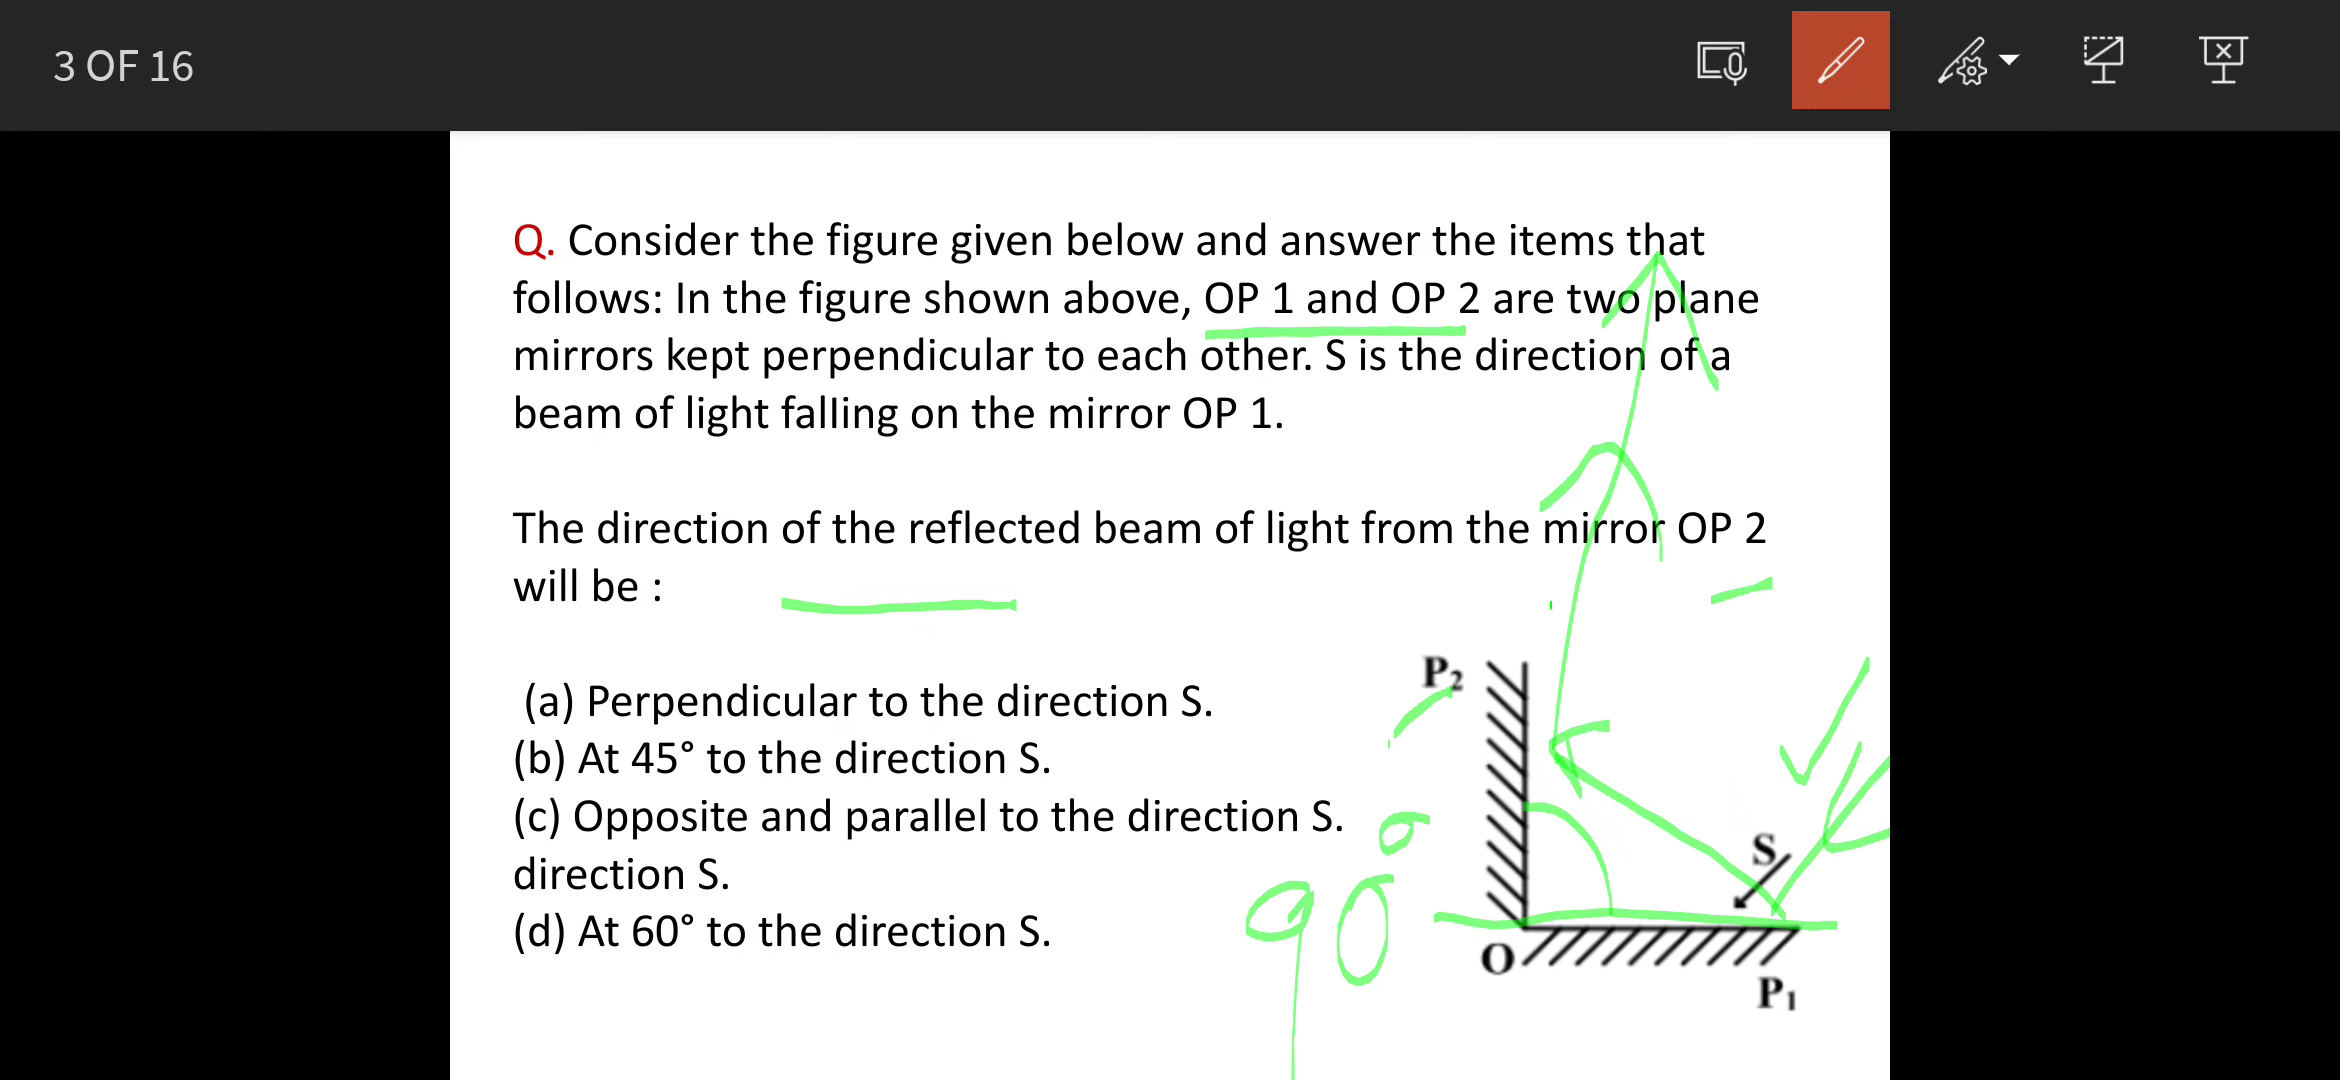 3 OF 16
Q. Consider the figure given below and answer the items that
follows: In the figure shown above, OP 1 and OP 2 are two plane
mirrors kept perpendicular to each other. S is the direction of a
beam of light falling on the mirror OP 1.
The direction of the reflected beam of light from the mirror OP 2
will be :
(a) Perpendicular to the direction S.
(b) At 45° to the direction S.
(c) Opposite and parallel to the direction S.
direction S.
(d) At 60° to the direction S.
P₂
S
90°
O
P₁